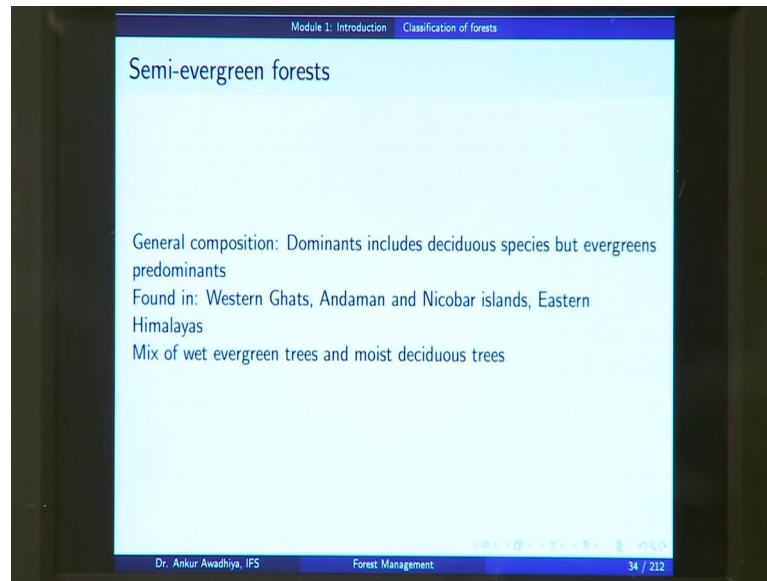 Module 1: Introduction Classification of forests
Semi-evergreen forests
General composition: Dominants includes deciduous species but evergreens
predominants
Found in: Western Ghats, Andaman and Nicobar islands, Eastern
Himalayas
Mix of wet evergreen trees and moist deciduous trees
Dr. Ankur Awadhiya, IFS Forest Management 34 / 212